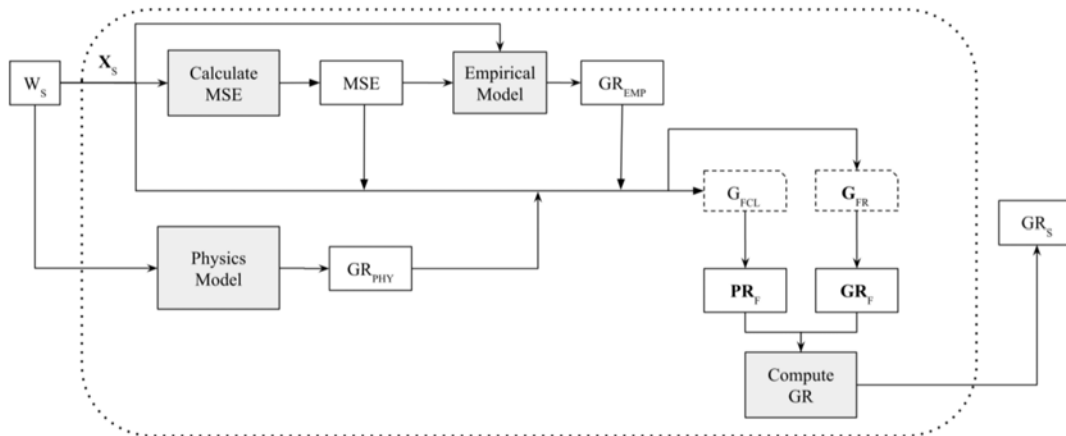 X_S
W_S
Calculate
MSE
MSE
Empirical
Model
GR_EMP
G_FCL
G_FR
GR_S
Physics
Model
GR_PHY
PR_F
GR_F
Compute
GR